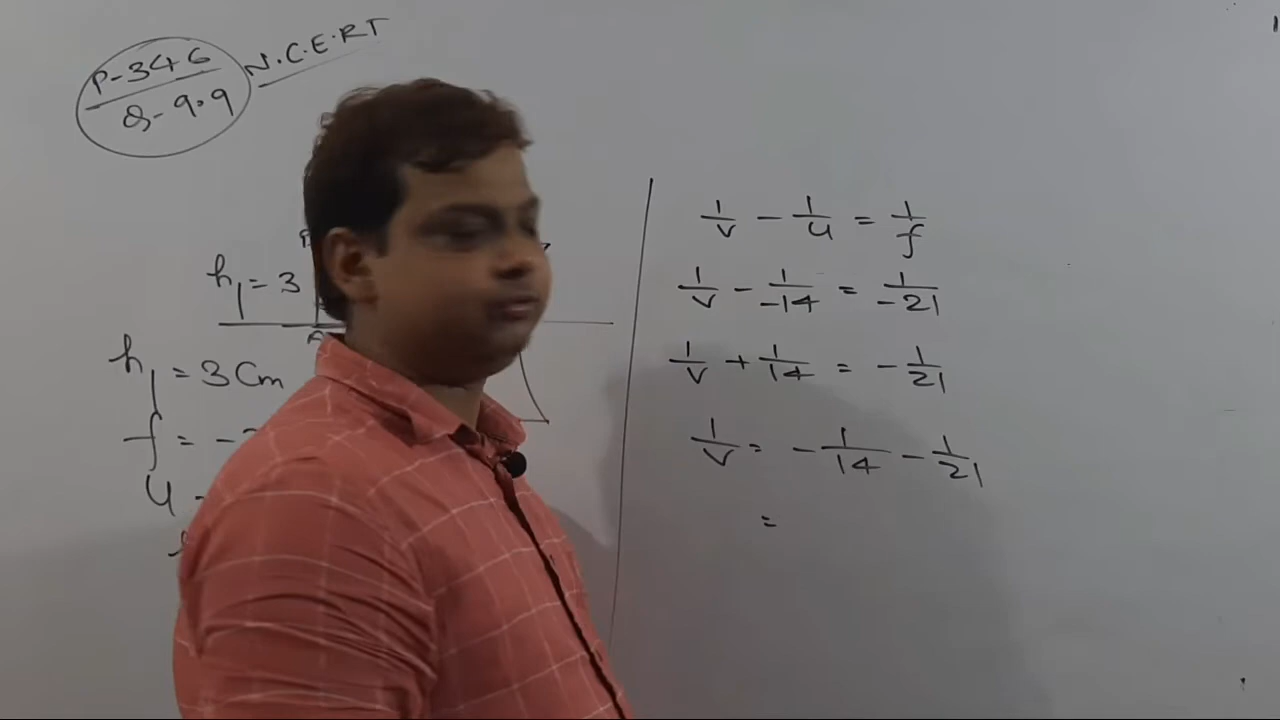 P-346
Q-9.9
N.C.E.R.T
h1 = 3
h1 = 3 Cm
f = -
u -
1/v - 1/u = 1/f
1/v - 1/-14 = 1/-21
1/v + 1/14 = - 1/21
1/v = - 1/14 - 1/21
=